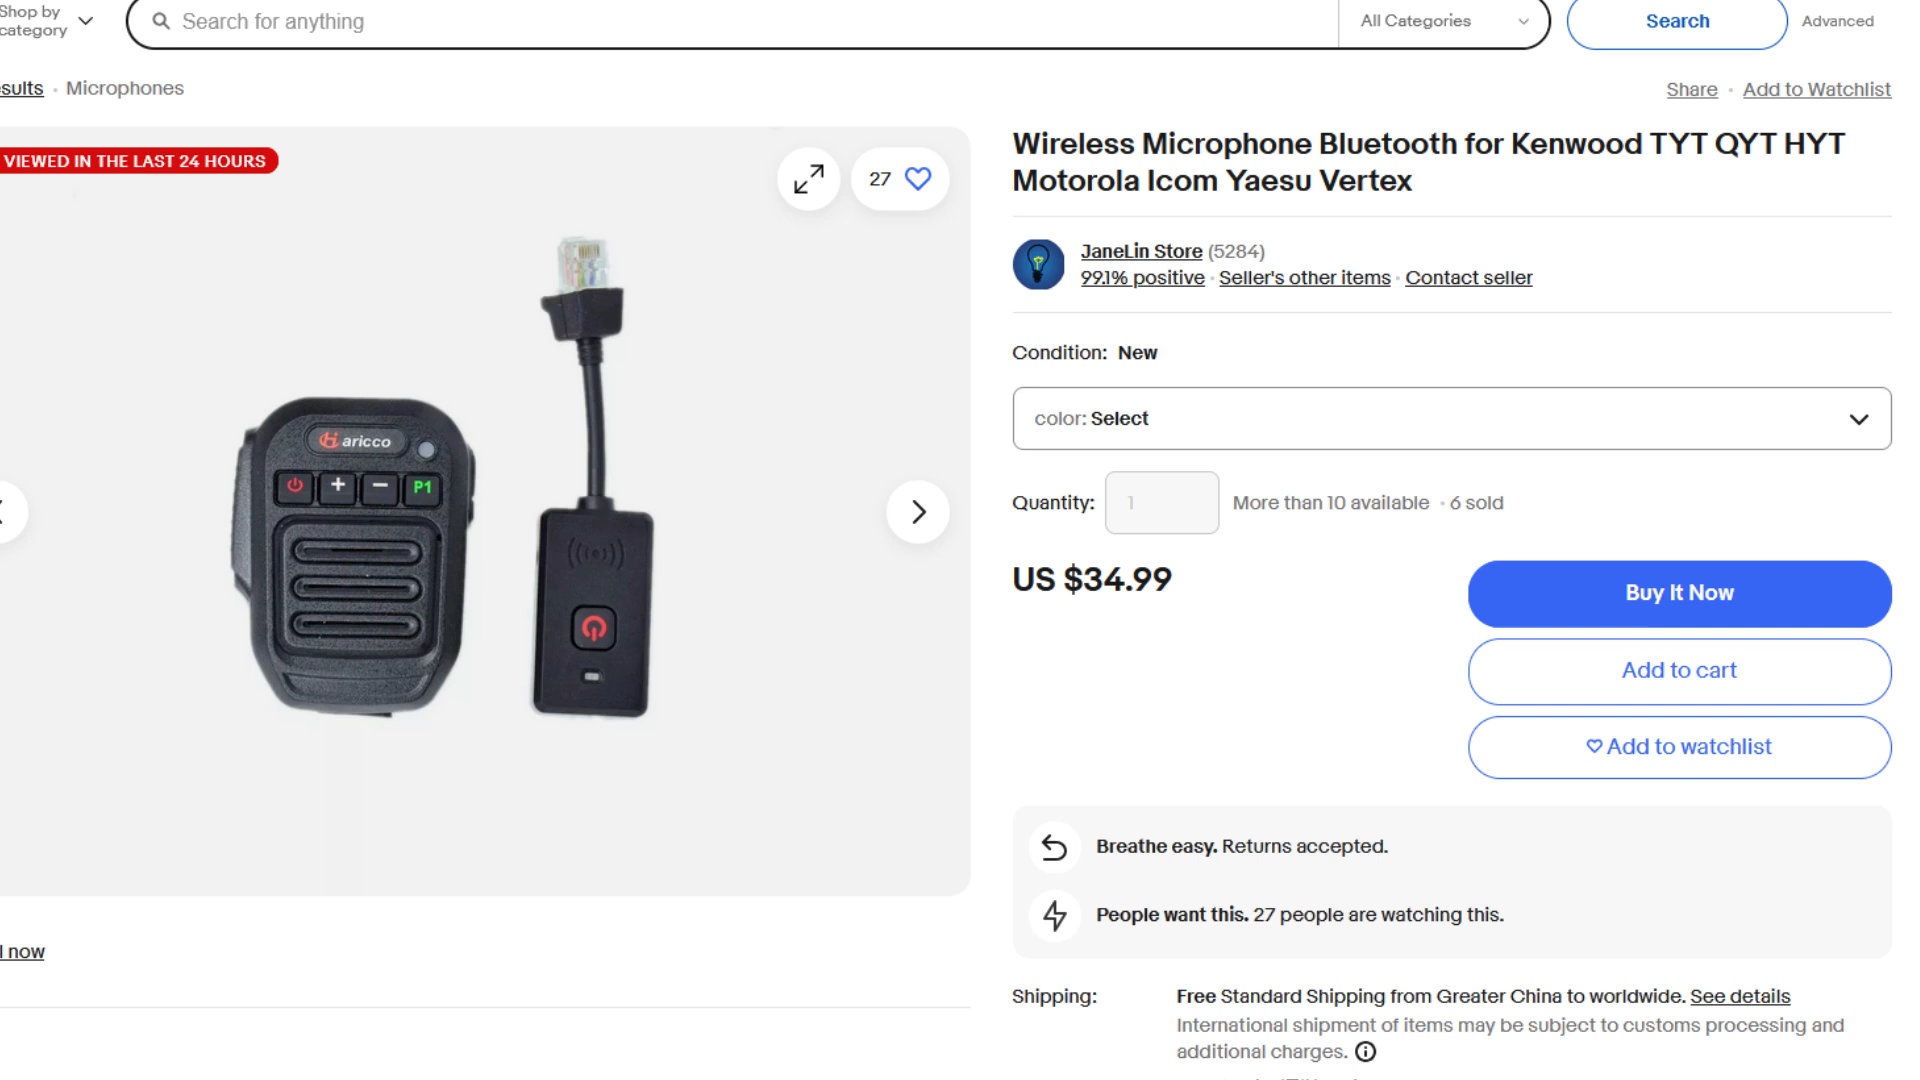 Shop by
category
Search for anything
All Categories
Search
Advanced
sults · Microphones
Share · Add to Watchlist
VIEWED IN THE LAST 24 HOURS
27
aricco
P1
Wireless Microphone Bluetooth for Kenwood TYT QYT HYT
Motorola Icom Yaesu Vertex
JaneLin Store (5284)
99.1% positive · Seller's other items · Contact seller
Condition: New
color: Select
Quantity: 1 More than 10 available · 6 sold
US $34.99
Buy It Now
Add to cart
Add to watchlist
Breathe easy. Returns accepted.
People want this. 27 people are watching this.
now
Shipping: Free Standard Shipping from Greater China to worldwide. See details
International shipment of items may be subject to customs processing and
additional charges.